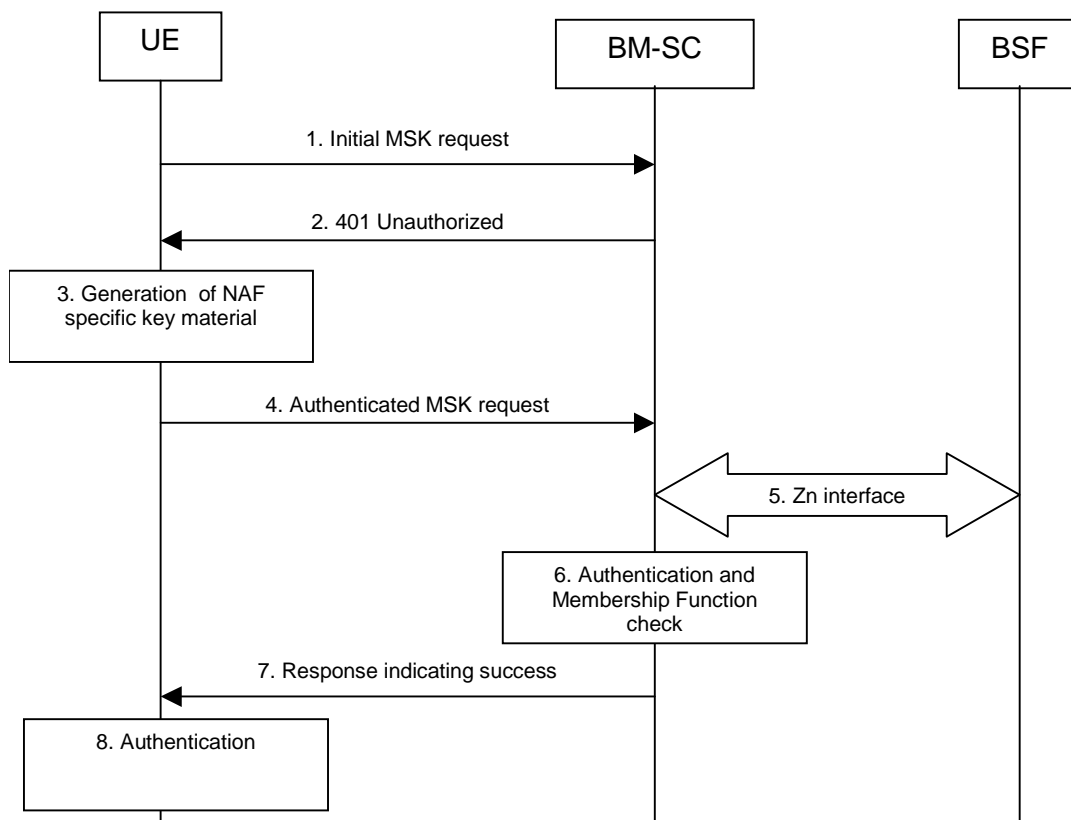 UE
BM-SC
BSF
1. Initial MSK request
2. 401 Unauthorized
3. Generation of NAF
specific key material
4. Authenticated MSK request
5. Zn interface
6. Authentication and
Membership Function
check
7. Response indicating success
8. Authentication